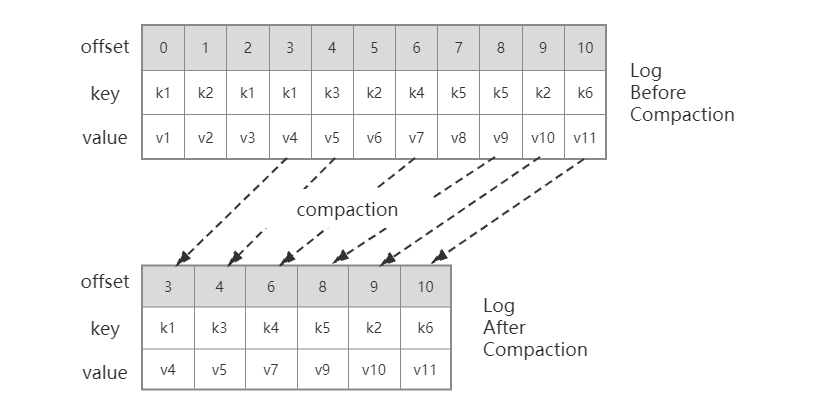 offset 0 1 2 3 4 5 6 7 8 9 10
key k1 k2 k1 k1 k3 k2 k4 k5 k5 k2 k6
value v1 v2 v3 v4 v5 v6 v7 v8 v9 v10 v11
Log
Before
Compaction
compaction
offset 3 4 6 8 9 10
key k1 k3 k4 k5 k2 k6
value v4 v5 v7 v9 v10 v11
Log
After
Compaction